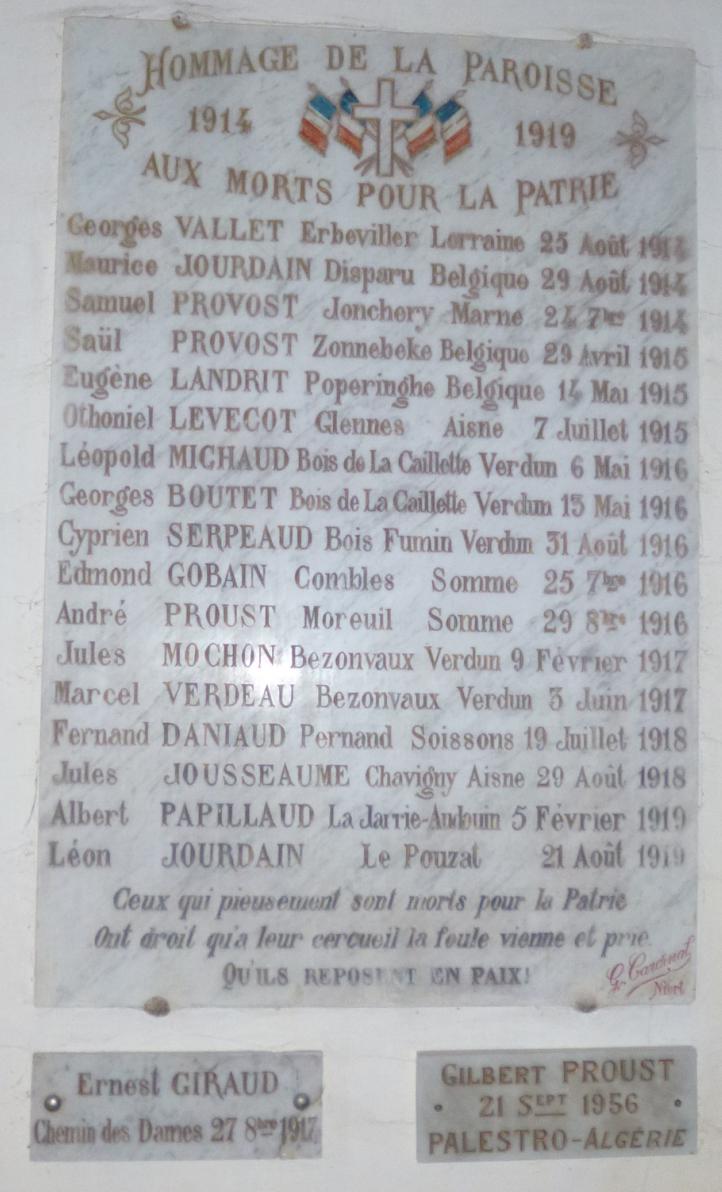 HOMMAGE DE LA PAROISSE
1914 1919
AUX MORTS POUR LA PATRIE
Georges VALLET Erbeviller Lorraine 25 Août 1914
Maurice JOURDAIN Disparu Belgique 29 Août 1914
Samuel PROVOST Jonchery Marne 24 7bre 1914
Saül PROVOST Zonnebeke Belgique 29 Avril 1915
Eugène LANDRIT Poperinghe Belgique 14 Mai 1915
Othoniel LEVECOT Glennes Aisne 7 Juillet 1915
Léopold MICHAUD Bois de La Caillette Verdun 6 Mai 1916
Georges BOUTET Bois de La Caillette Verdun 13 Mai 1916
Cyprien SERPEAUD Bois Fumin Verdun 31 Août 1916
Edmond GOBAIN Combles Somme 25 7bre 1916
André PROUST Moreuil Somme 29 8bre 1916
Jules MOCHON Bezonvaux Verdun 9 Février 1917
Marcel VERDEAU Bezonvaux Verdun 3 Juin 1917
Fernand DANIAUD Pernand Soissons 19 Juillet 1918
Jules JOUSSEAUME Chavigny Aisne 29 Août 1918
Albert PAPILLAUD La Jarrie-Audouin 5 Février 1919
Léon JOURDAIN Le Pouzat 21 Août 1919
Ceux qui pieusement sont morts pour la Patrie
Ont droit qu'a leur cercueil la foule vienne et prie
QU'ILS REPOSENT EN PAIX!
G. Cardinal
Niort
Ernest GIRAUD
Chemin des Dames 27 8bre 1917
GILBERT PROUST
21 SEPT 1956
PALESTRO-ALGÉRIE